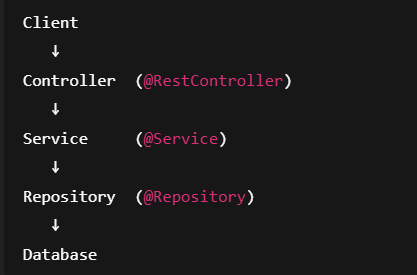 Client
↓
Controller (@RestController)
↓
Service (@Service)
↓
Repository (@Repository)
↓
Database